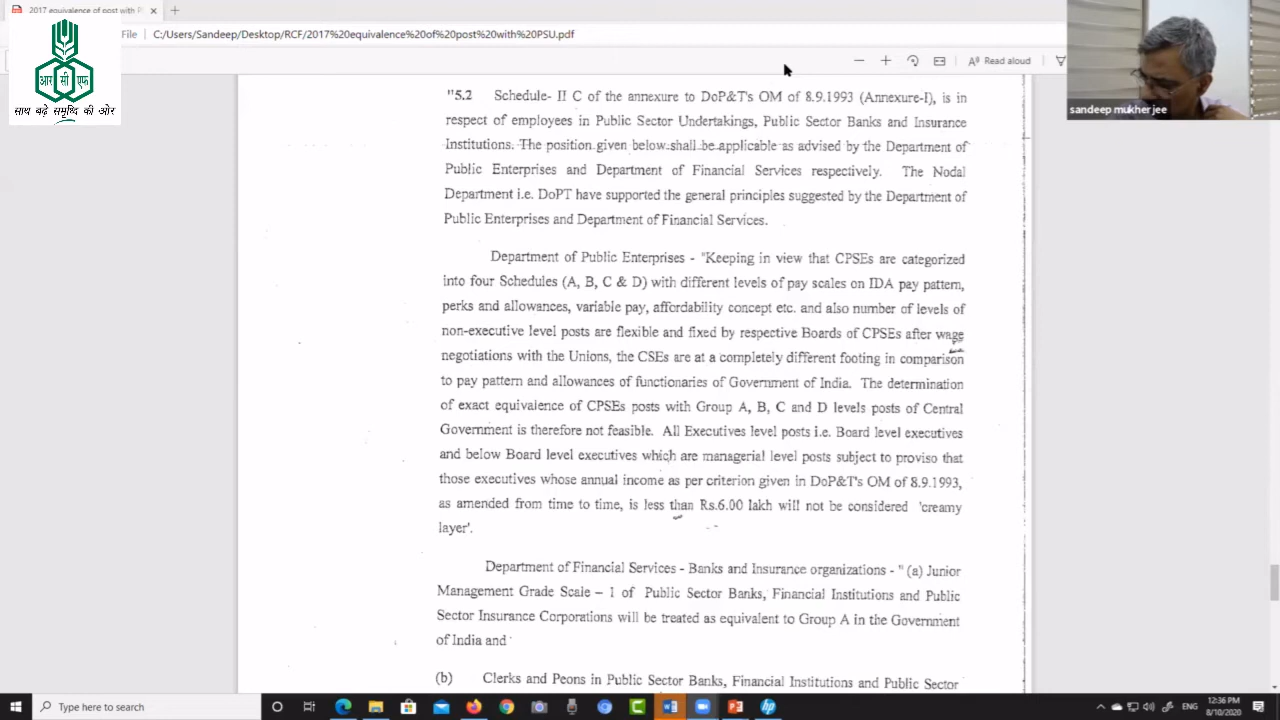 2017 equivalence of post with P
File C:/Users/Sandeep/Desktop/RCF/2017%20equivalence%20of%20post%20with%20PSU.pdf
Read aloud
आर सी एफ
साथ बढ़े समृद्धि की ओर
sandeep mukherjee
"5.2 Schedule- II C of the annexure to DoP&T's OM of 8.9.1993 (Annexure-I), is in
respect of employees in Public Sector Undertakings, Public Sector Banks and Insurance
Institutions. The position given below shall be applicable as advised by the Department of
Public Enterprises and Department of Financial Services respectively. The Nodal
Department i.e. DoPT have supported the general principles suggested by the Department of
Public Enterprises and Department of Financial Services.
Department of Public Enterprises - "Keeping in view that CPSEs are categorized
into four Schedules (A, B, C & D) with different levels of pay scales on IDA pay pattern,
perks and allowances, variable pay, affordability concept etc. and also number of levels of
non-executive level posts are flexible and fixed by respective Boards of CPSEs after wage
negotiations with the Unions, the CSEs are at a completely different footing in comparison
to pay pattern and allowances of functionaries of Government of India. The determination
of exact equivalence of CPSEs posts with Group A, B, C and D levels posts of Central
Government is therefore not feasible. All Executives level posts i.e. Board level executives
and below Board level executives which are managerial level posts subject to proviso that
those executives whose annual income as per criterion given in DoP&T's OM of 8.9.1993,
as amended from time to time, is less than Rs.6.00 lakh will not be considered 'creamy
layer'.
Department of Financial Services - Banks and Insurance organizations - " (a) Junior
Management Grade Scale – 1 of Public Sector Banks, Financial Institutions and Public
Sector Insurance Corporations will be treated as equivalent to Group A in the Government
of India and
(b) Clerks and Peons in Public Sector Banks, Financial Institutions and Public Sector
Type here to search
ENG
12:36 PM
8/10/2020